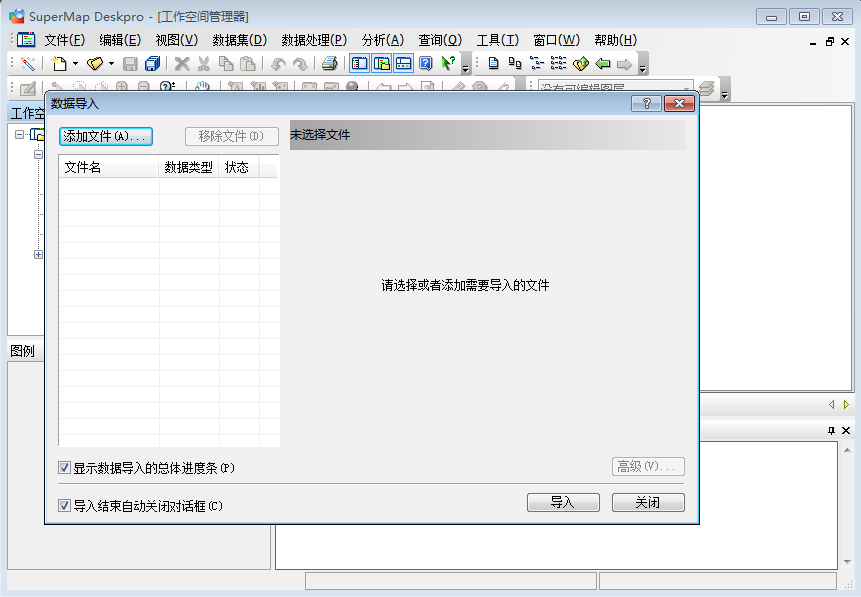 SuperMap Deskpro - [工作空间管理器]
文件(F) 编辑(E) 视图(V) 数据集(D) 数据处理(P) 分析(A) 查询(Q) 工具(T) 窗口(W) 帮助(H)
没有可编辑图层
工作空
数据导入
添加文件(A)... 移除文件(D) 未选择文件
文件名 数据类型 状态
请选择或者添加需要导入的文件
图例
显示数据导入的总体进度条(P) 高级(V)...
导入结束自动关闭对话框(C) 导入 关闭